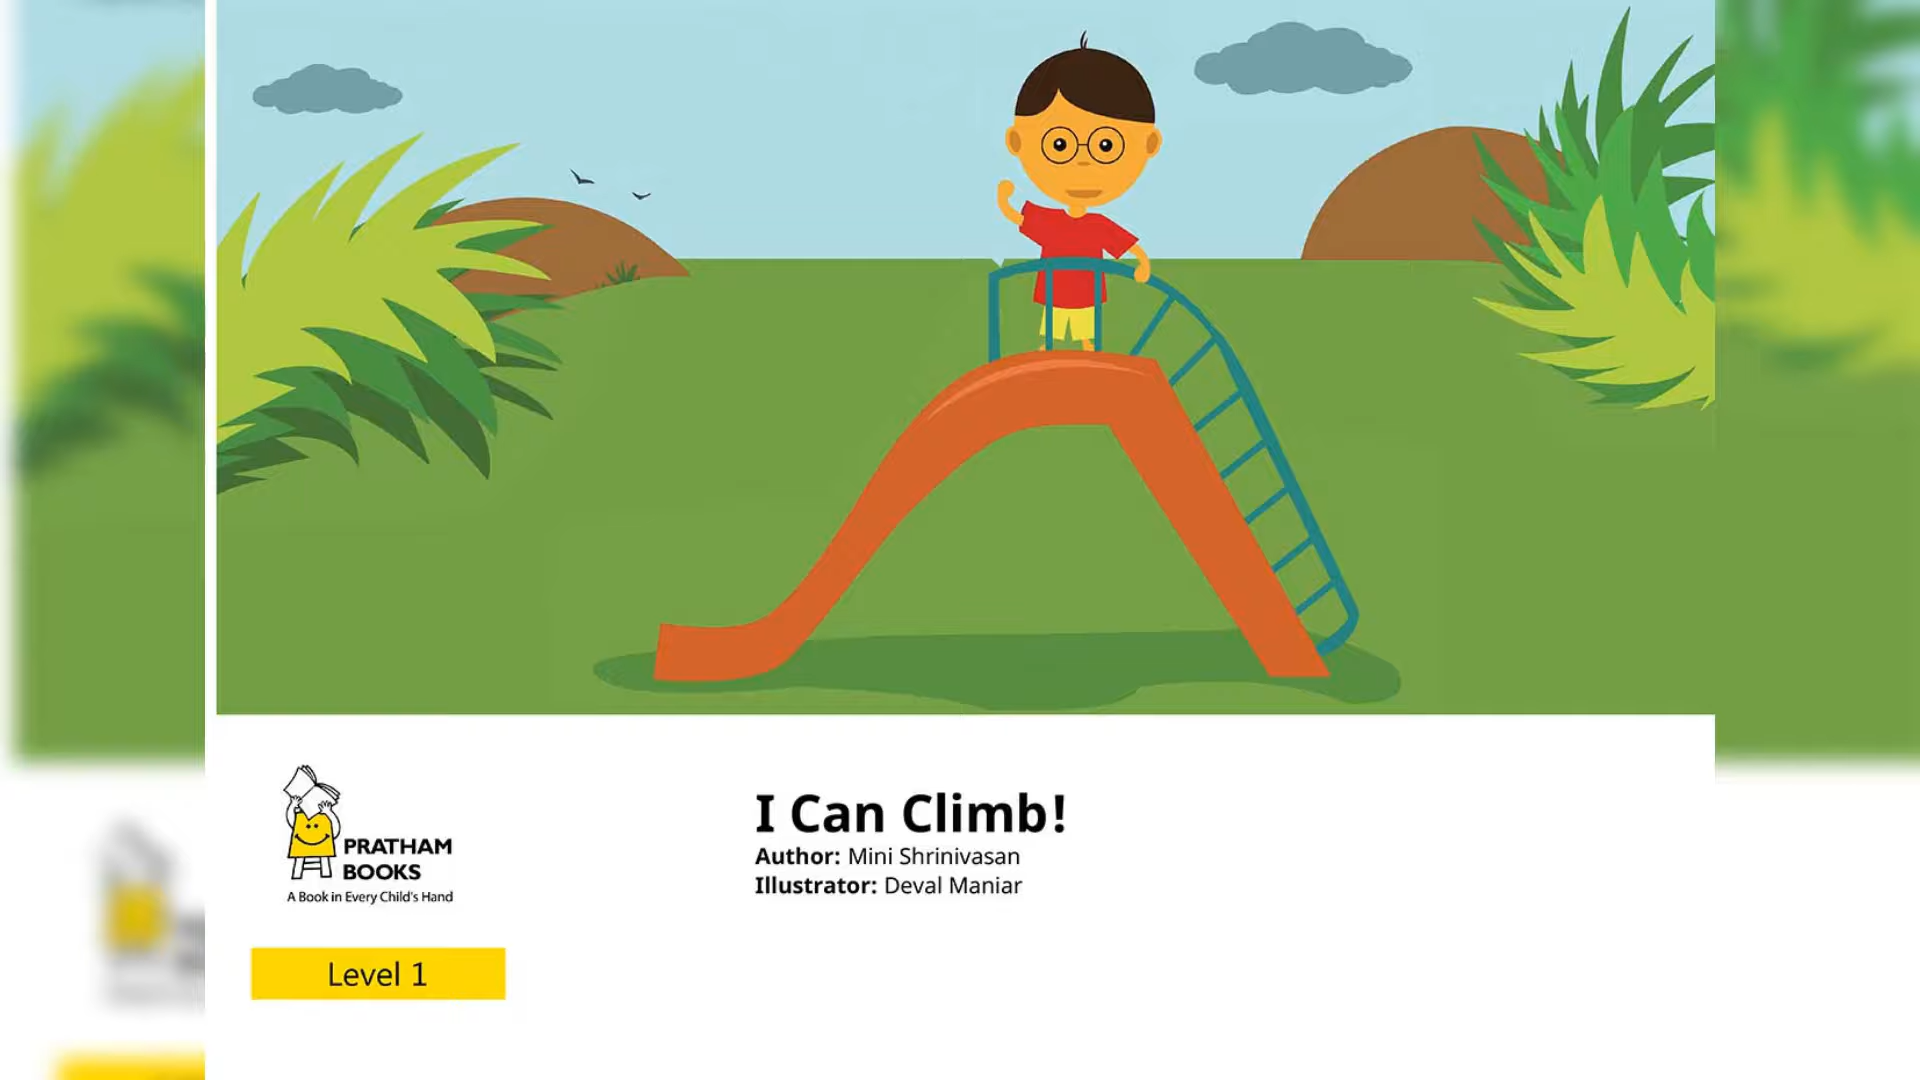 PRATHAM
BOOKS
A Book in Every Child's Hand
I Can Climb!
Author: Mini Shrinivasan
Illustrator: Deval Maniar
Level 1